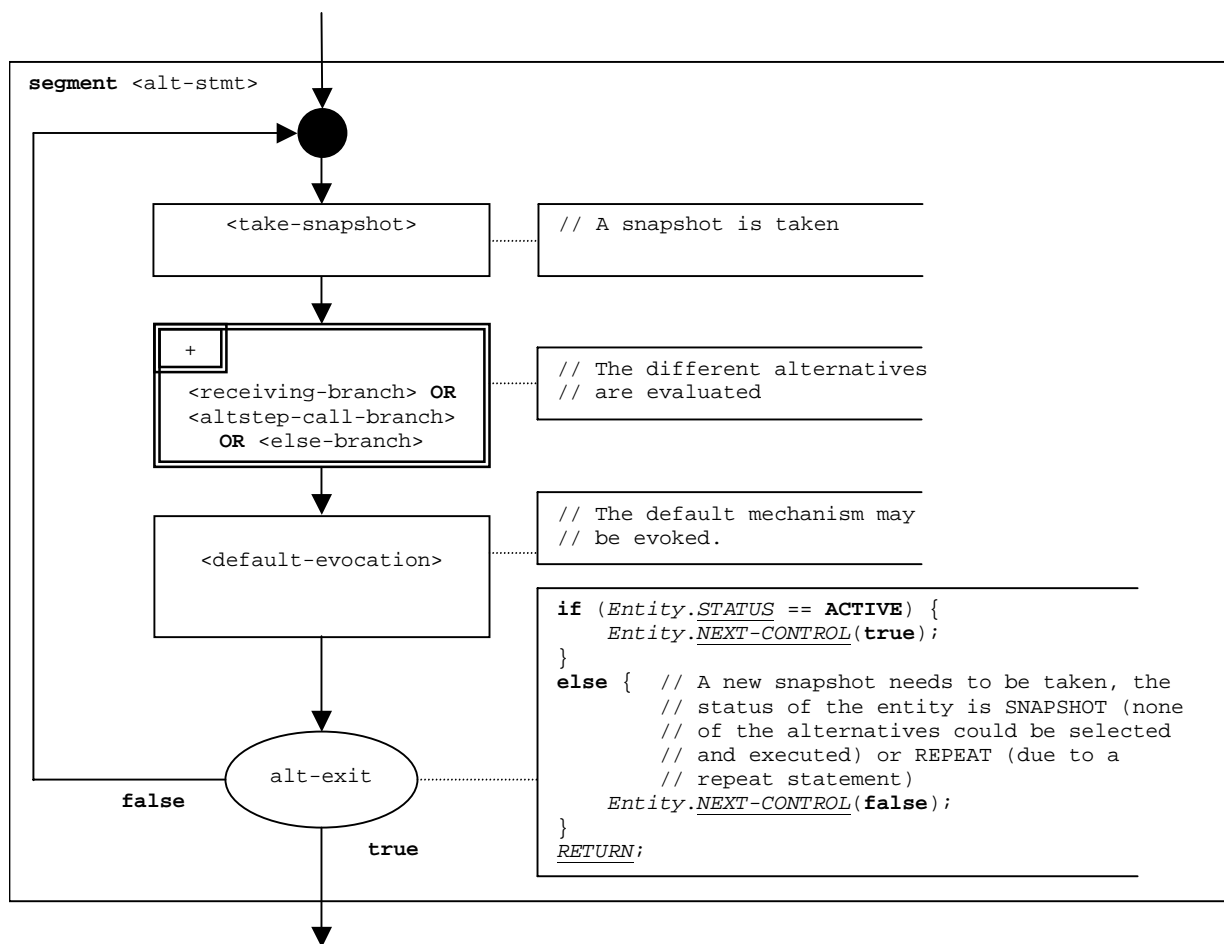 segment <alt-stmt>
<take-snapshot>
// A snapshot is taken
+
<receiving-branch> OR
<altstep-call-branch>
OR <else-branch>
// The different alternatives
// are evaluated
<default-evocation>
// The default mechanism may
// be evoked.
alt-exit
false
true
if (Entity.STATUS == ACTIVE) {
Entity.NEXT-CONTROL(true);
}
else { // A new snapshot needs to be taken, the
// status of the entity is SNAPSHOT (none
// of the alternatives could be selected
// and executed) or REPEAT (due to a
// repeat statement)
Entity.NEXT-CONTROL(false);
}
RETURN;